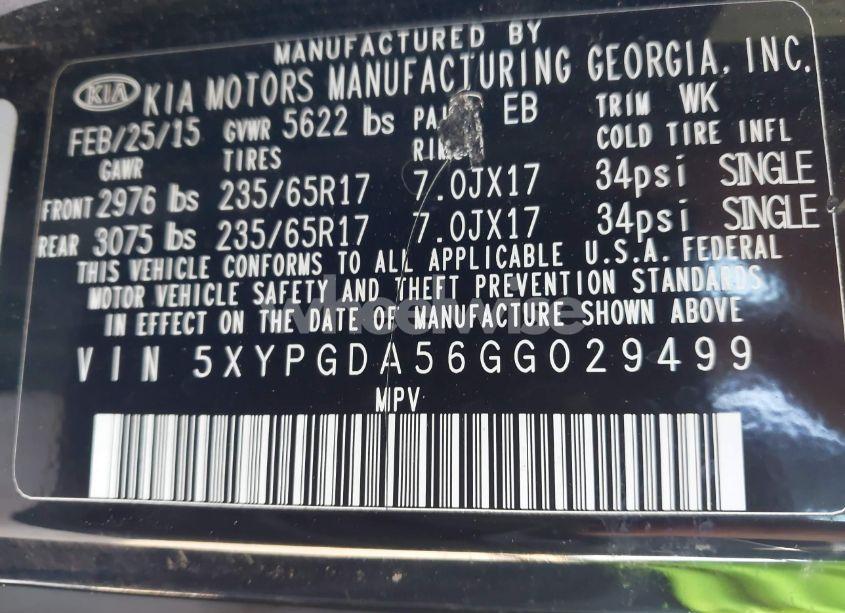 MANUFACTURED BY
KIA KIA MOTORS MANUFACTURING GEORGIA, INC.
FEB/25/15 GVWR 5622 lbs EB TRIM WK
GAWR TIRES COLD TIRE INFL
FRONT 2976 lbs 235/65R17 7.0JX17 34psi SINGLE
REAR 3075 lbs 235/65R17 7.0JX17 34psi SINGLE
THIS VEHICLE CONFORMS TO ALL APPLICABLE U.S.A. FEDERAL
MOTOR VEHICLE SAFETY AND THEFT PREVENTION STANDARDS
IN EFFECT ON THE DATE OF MANUFACTURE SHOWN ABOVE
VIN 5XYPGDA56GG029499
MPV